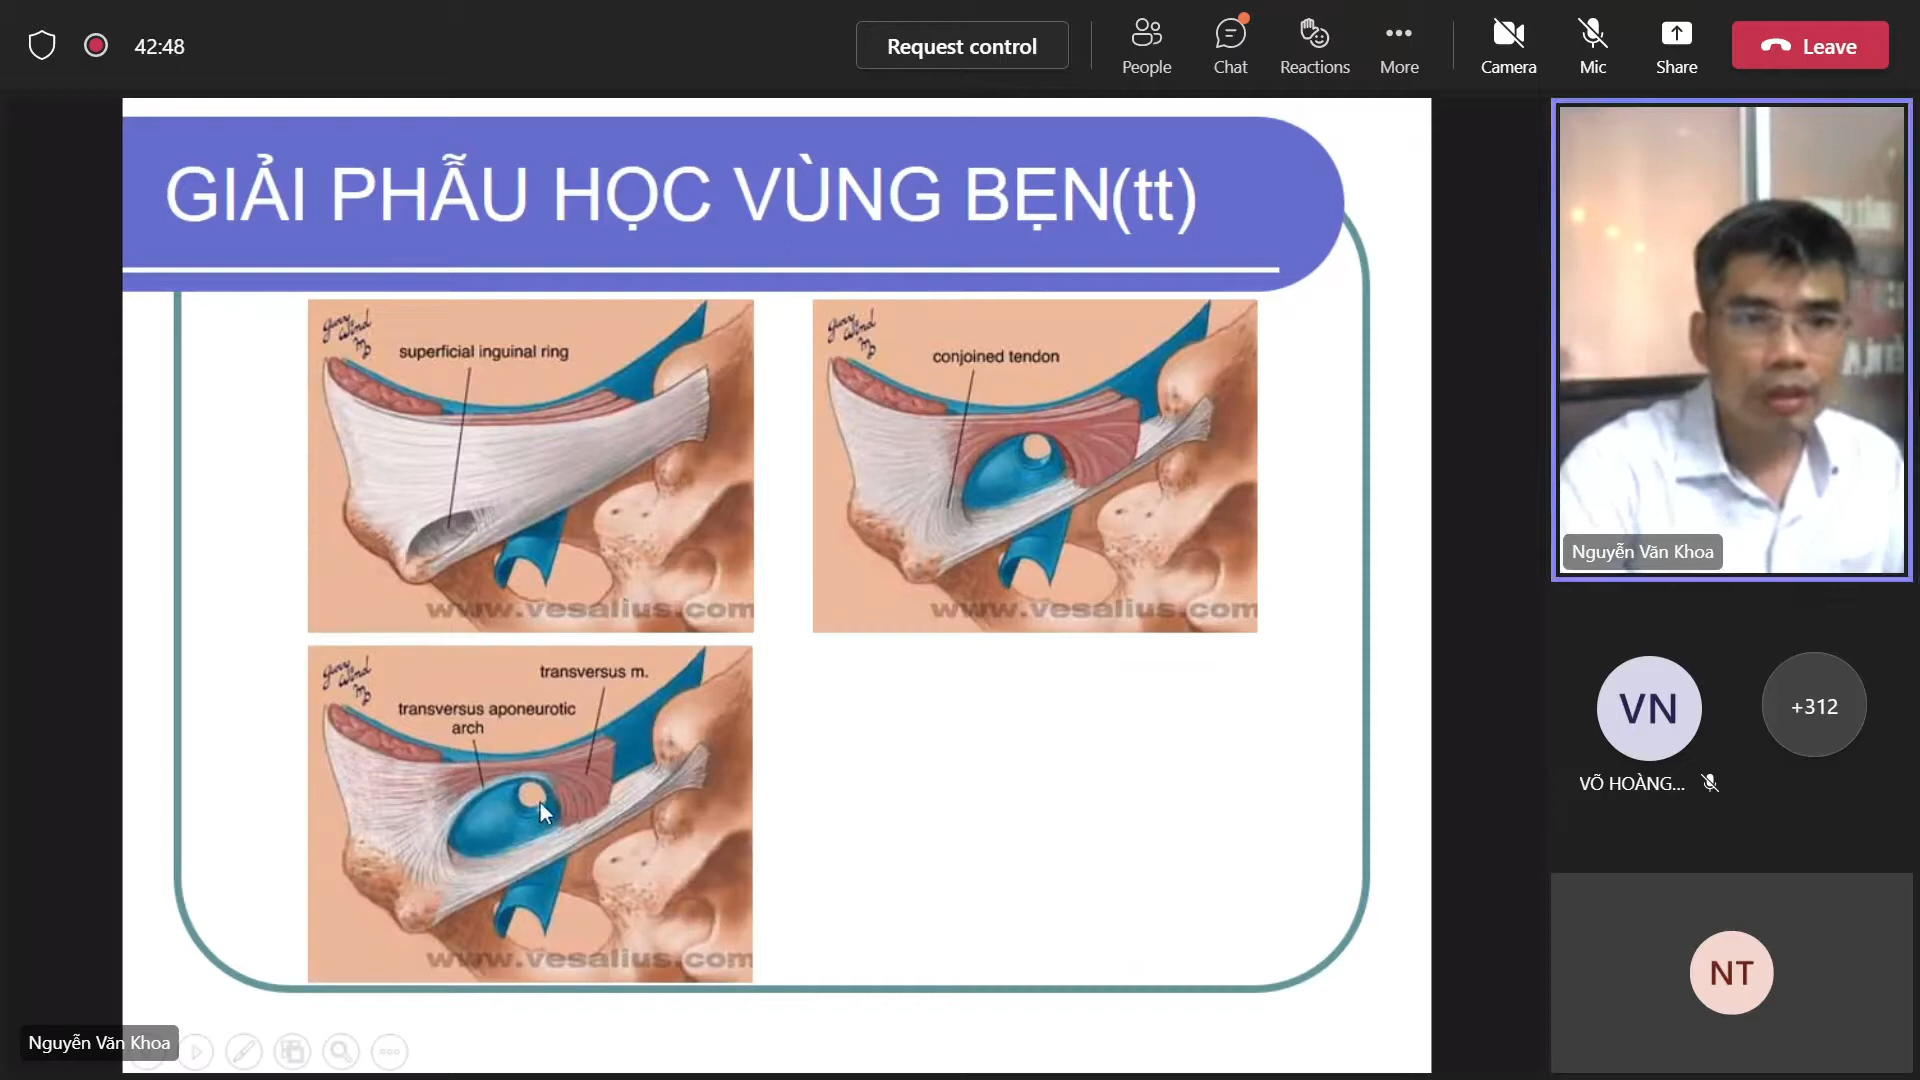 42:48
Request control
People
Chat
Reactions
More
Camera
Mic
Share
Leave
GIẢI PHẪU HỌC VÙNG BẸN(tt)
superficial inguinal ring
www.vesalius.com
conjoined tendon
www.vesalius.com
transversus m.
transversus aponeurotic
arch
www.vesalius.com
Nguyễn Văn Khoa
VN
+312
VÕ HOÀNG...
NT
Nguyễn Văn Khoa